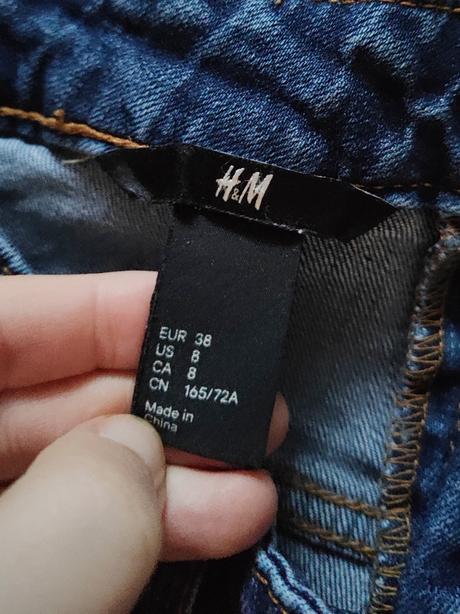 H&M
EUR 38
US 8
CA 8
CN 165/72A
Made in
China